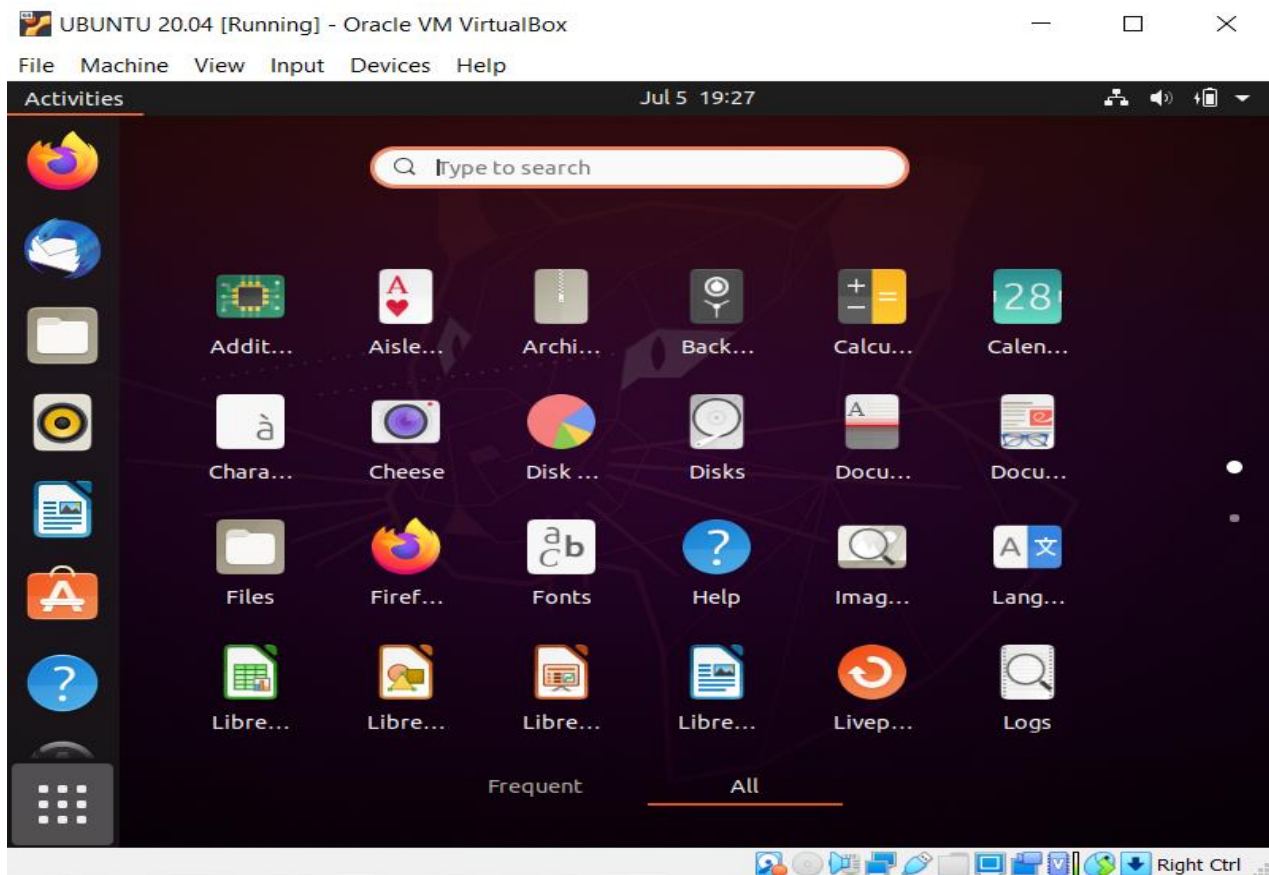 UBUNTU 20.04 [Running] - Oracle VM VirtualBox
File Machine View Input Devices Help
Activities Jul 5 19:27
Type to search
A + − = 28
Addit... Aisle... Archi... Back... Calcu... Calen...
à A
Chara... Cheese Disk ... Disks Docu... Docu...
a b c ? A 文
Files Firef... Fonts Help Imag... Lang...
?
Libre... Libre... Libre... Libre... Livep... Logs
Frequent All
Right Ctrl